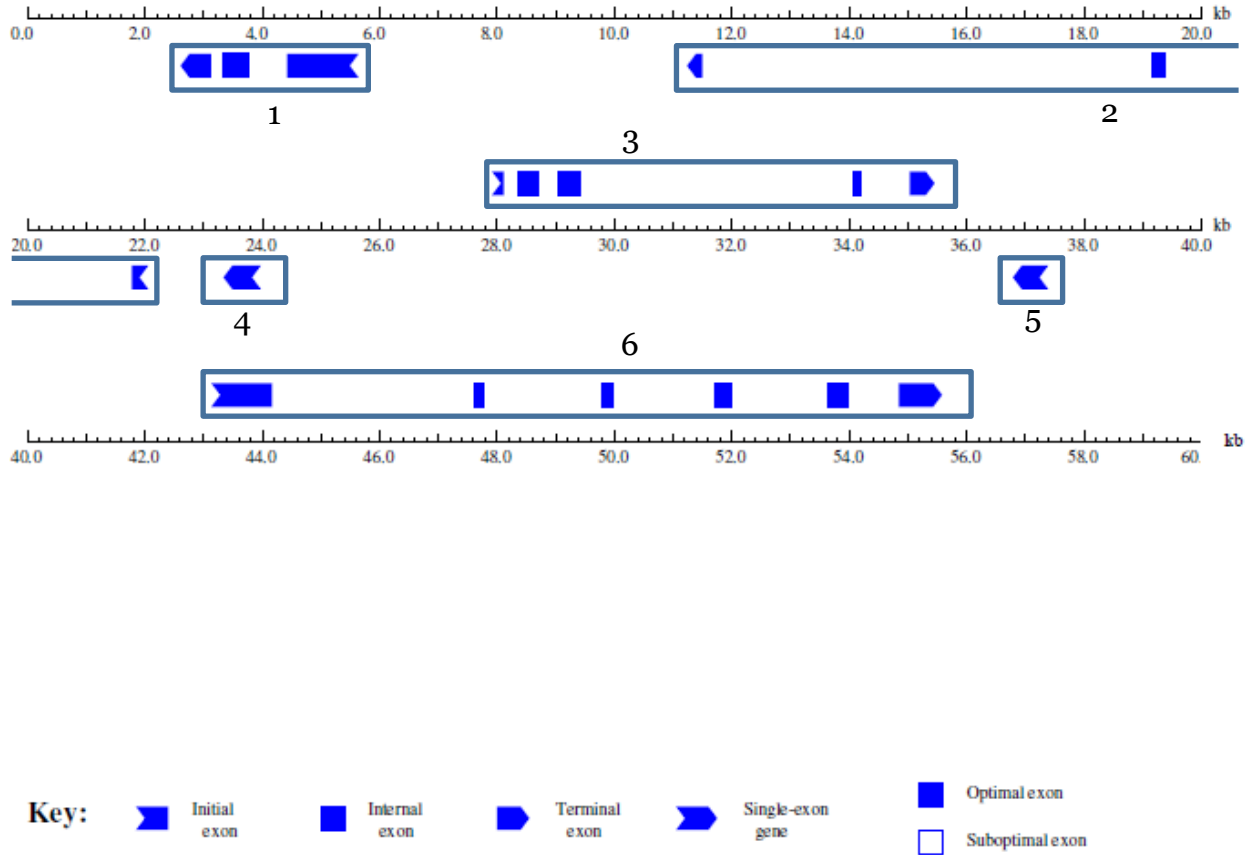 kb
0.0 2.0 4.0 6.0 8.0 10.0 12.0 14.0 16.0 18.0 20.0
1 2
3
kb
20.0 22.0 24.0 26.0 28.0 30.0 32.0 34.0 36.0 38.0 40.0
4 5
6
kb
40.0 42.0 44.0 46.0 48.0 50.0 52.0 54.0 56.0 58.0 60.
Key:
Initial
exon
Internal
exon
Terminal
exon
Single-exon
gene
Optimal exon
Suboptimal exon